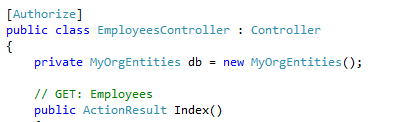 [Authorize]
public class EmployeesController : Controller
{
    private MyOrgEntities db = new MyOrgEntities();

    // GET: Employees
    public ActionResult Index()